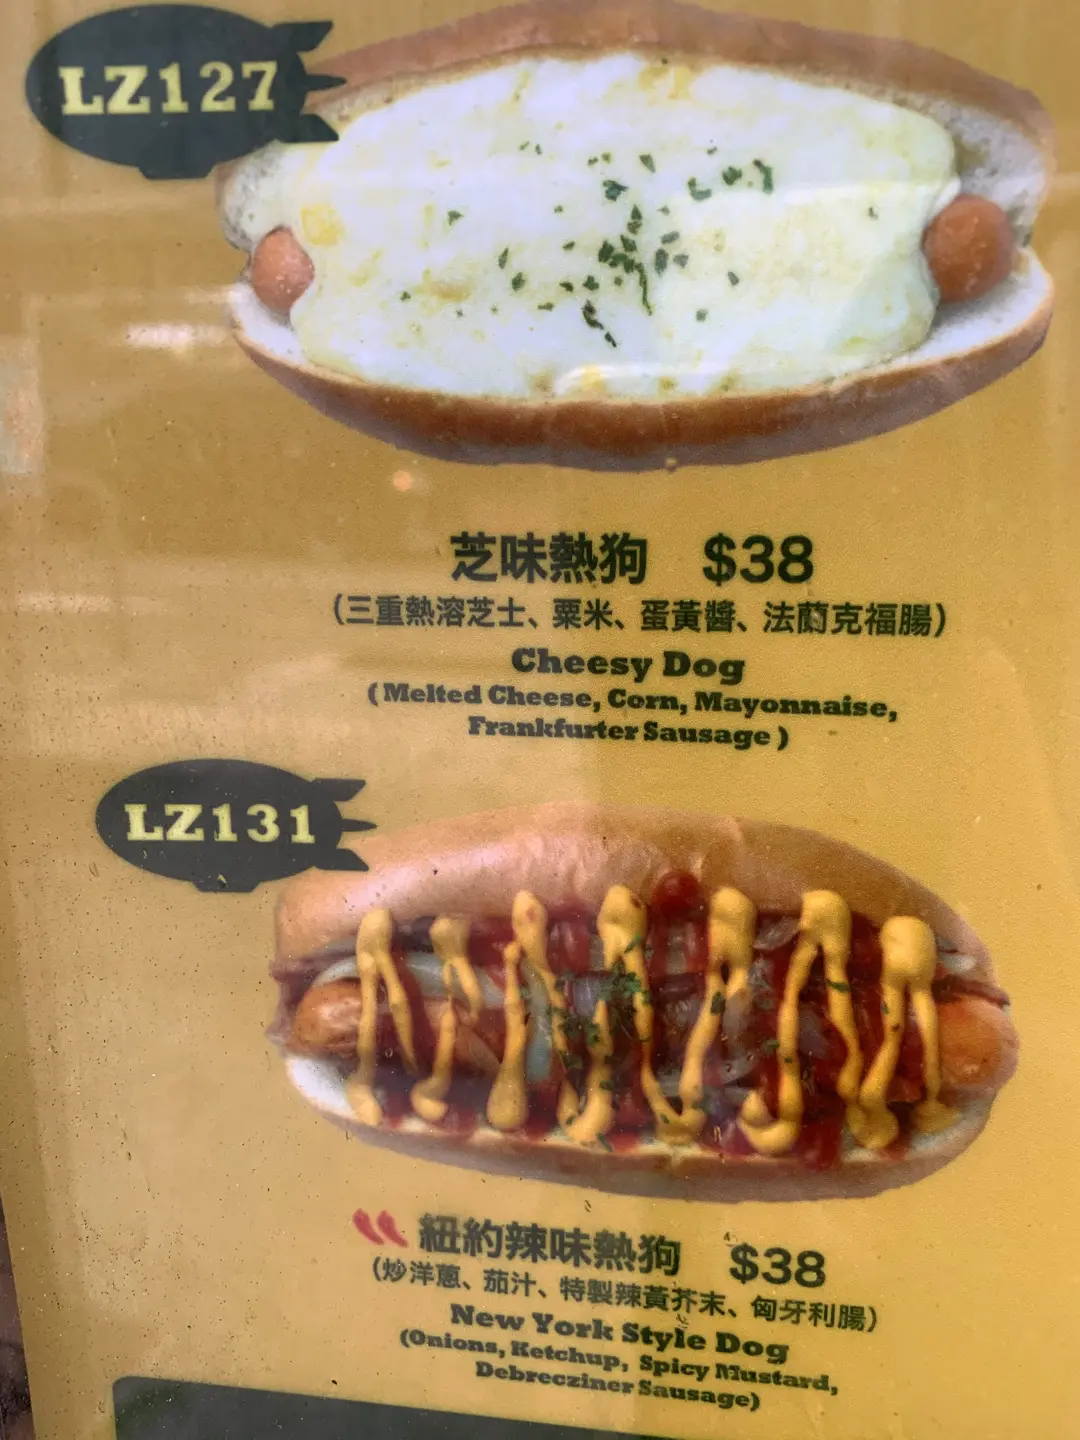 LZ127
芝味熱狗 $38
(三重熱溶芝士、粟米、蛋黃醬、法蘭克福腸)
Cheesy Dog
(Melted Cheese, Corn, Mayonnaise,
Frankfurter Sausage)
LZ131
紐約辣味熱狗 $38
(炒洋蔥、茄汁、特製辣黃芥末、匈牙利腸)
New York Style Dog
(Onions, Ketchup, Spicy Mustard,
Debrecziner Sausage)